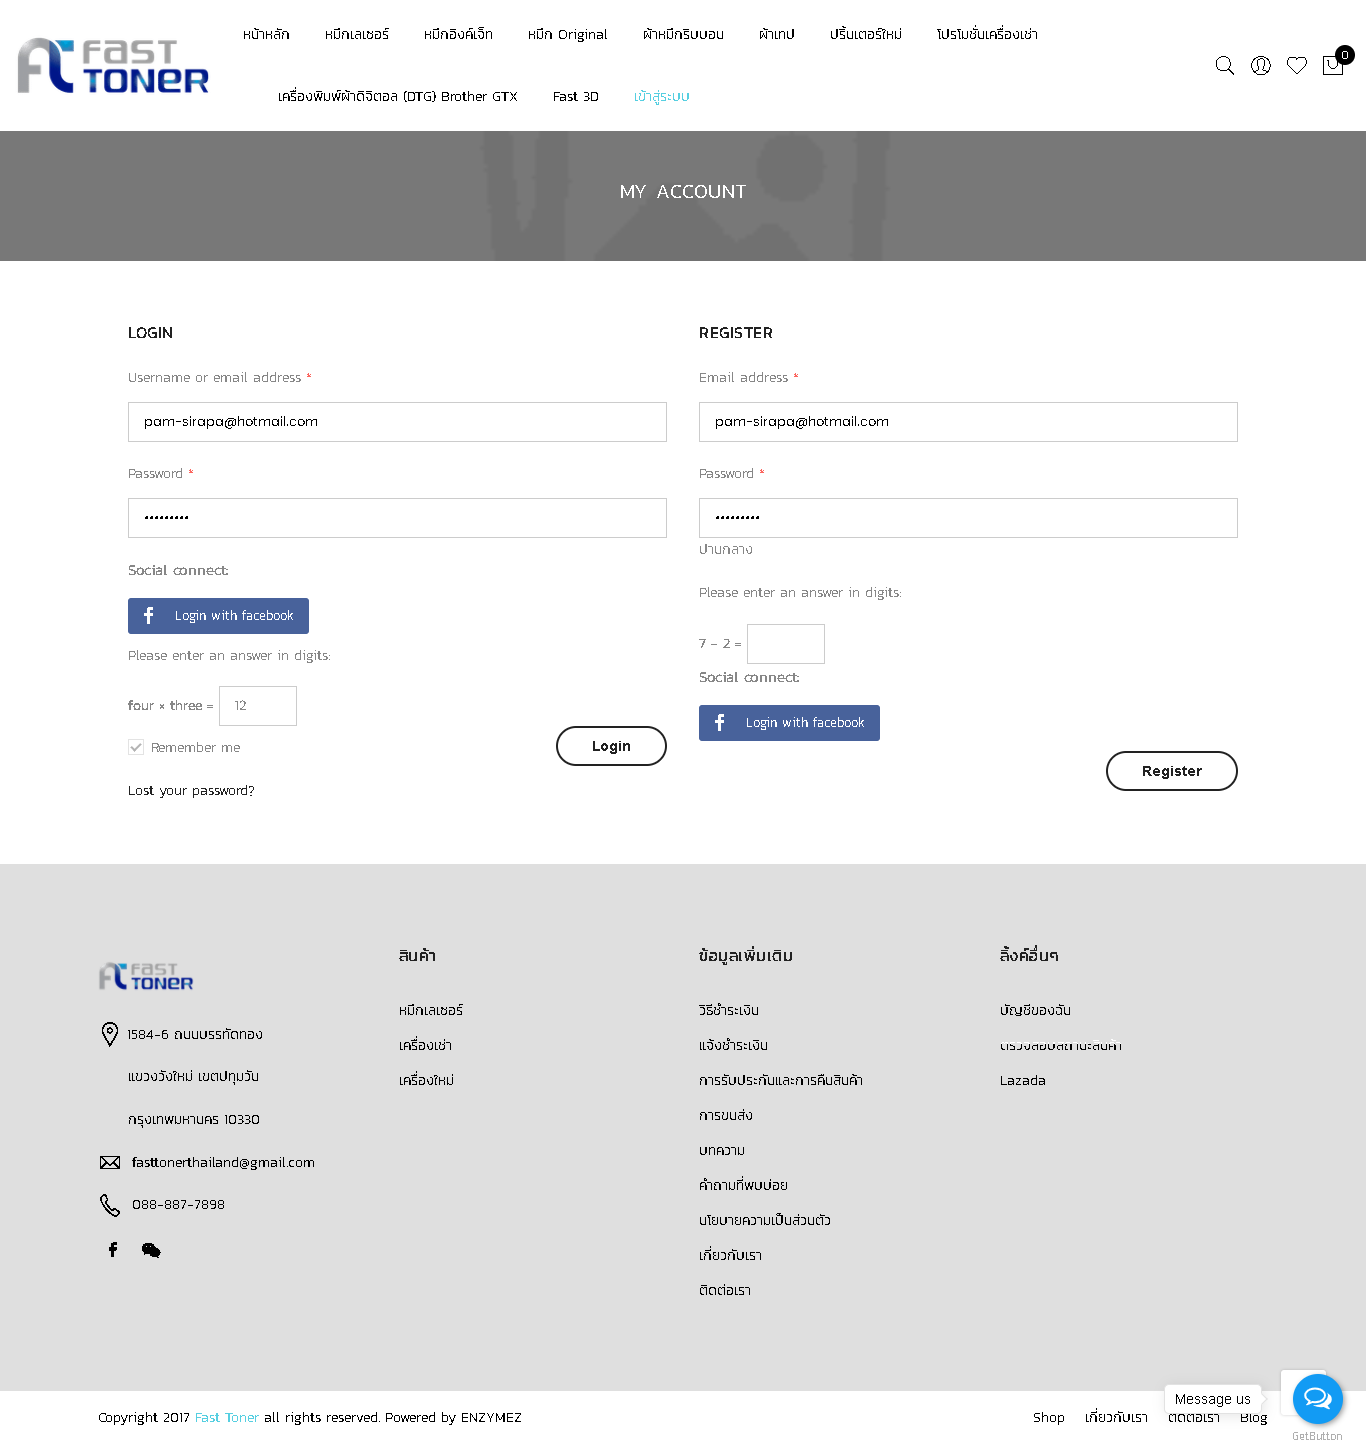 FAST
TONER
หน้าหลัก หมึกเลเซอร์ หมึกอิงค์เจ็ท หมึก Original ผ้าหมึกริบบอน ผ้าเทป ปริ้นเตอร์ใหม่ โปรโมชั่นเครื่องเช่า
0
เครื่องพิมพ์ผ้าดิจิตอล (DTG) Brother GTX Fast 3D เข้าสู่ระบบ
MY ACCOUNT
LOGIN
Username or email address *
pam-sirapa@hotmail.com
Password *
•••••••••
Social connect:
Login with facebook
Please enter an answer in digits:
four × three = 12
Remember me
Login
Lost your password?
REGISTER
Email address *
pam-sirapa@hotmail.com
Password *
•••••••••
ปานกลาง
Please enter an answer in digits:
7 − 2 =
Social connect:
Login with facebook
Register
FAST
TONER
1584-6 ถนนบรรทัดทอง
แขวงวังใหม่ เขตปทุมวัน
กรุงเทพมหานคร 10330
fasttonerthailand@gmail.com
088-887-7898
สินค้า
หมึกเลเซอร์
เครื่องเช่า
เครื่องใหม่
ข้อมูลเพิ่มเติม
วิธีชำระเงิน
แจ้งชำระเงิน
การรับประกันและการคืนสินค้า
การขนส่ง
บทความ
คำถามที่พบบ่อย
นโยบายความเป็นส่วนตัว
เกี่ยวกับเรา
ติดต่อเรา
ลิ้งค์อื่นๆ
บัญชีของฉัน
ตรวจสอบสถานะสินค้า
Lazada
Message us
Copyright 2017 Fast Toner all rights reserved. Powered by ENZYMEZ
Shop เกี่ยวกับเรา ติดต่อเรา Blog
GetButton